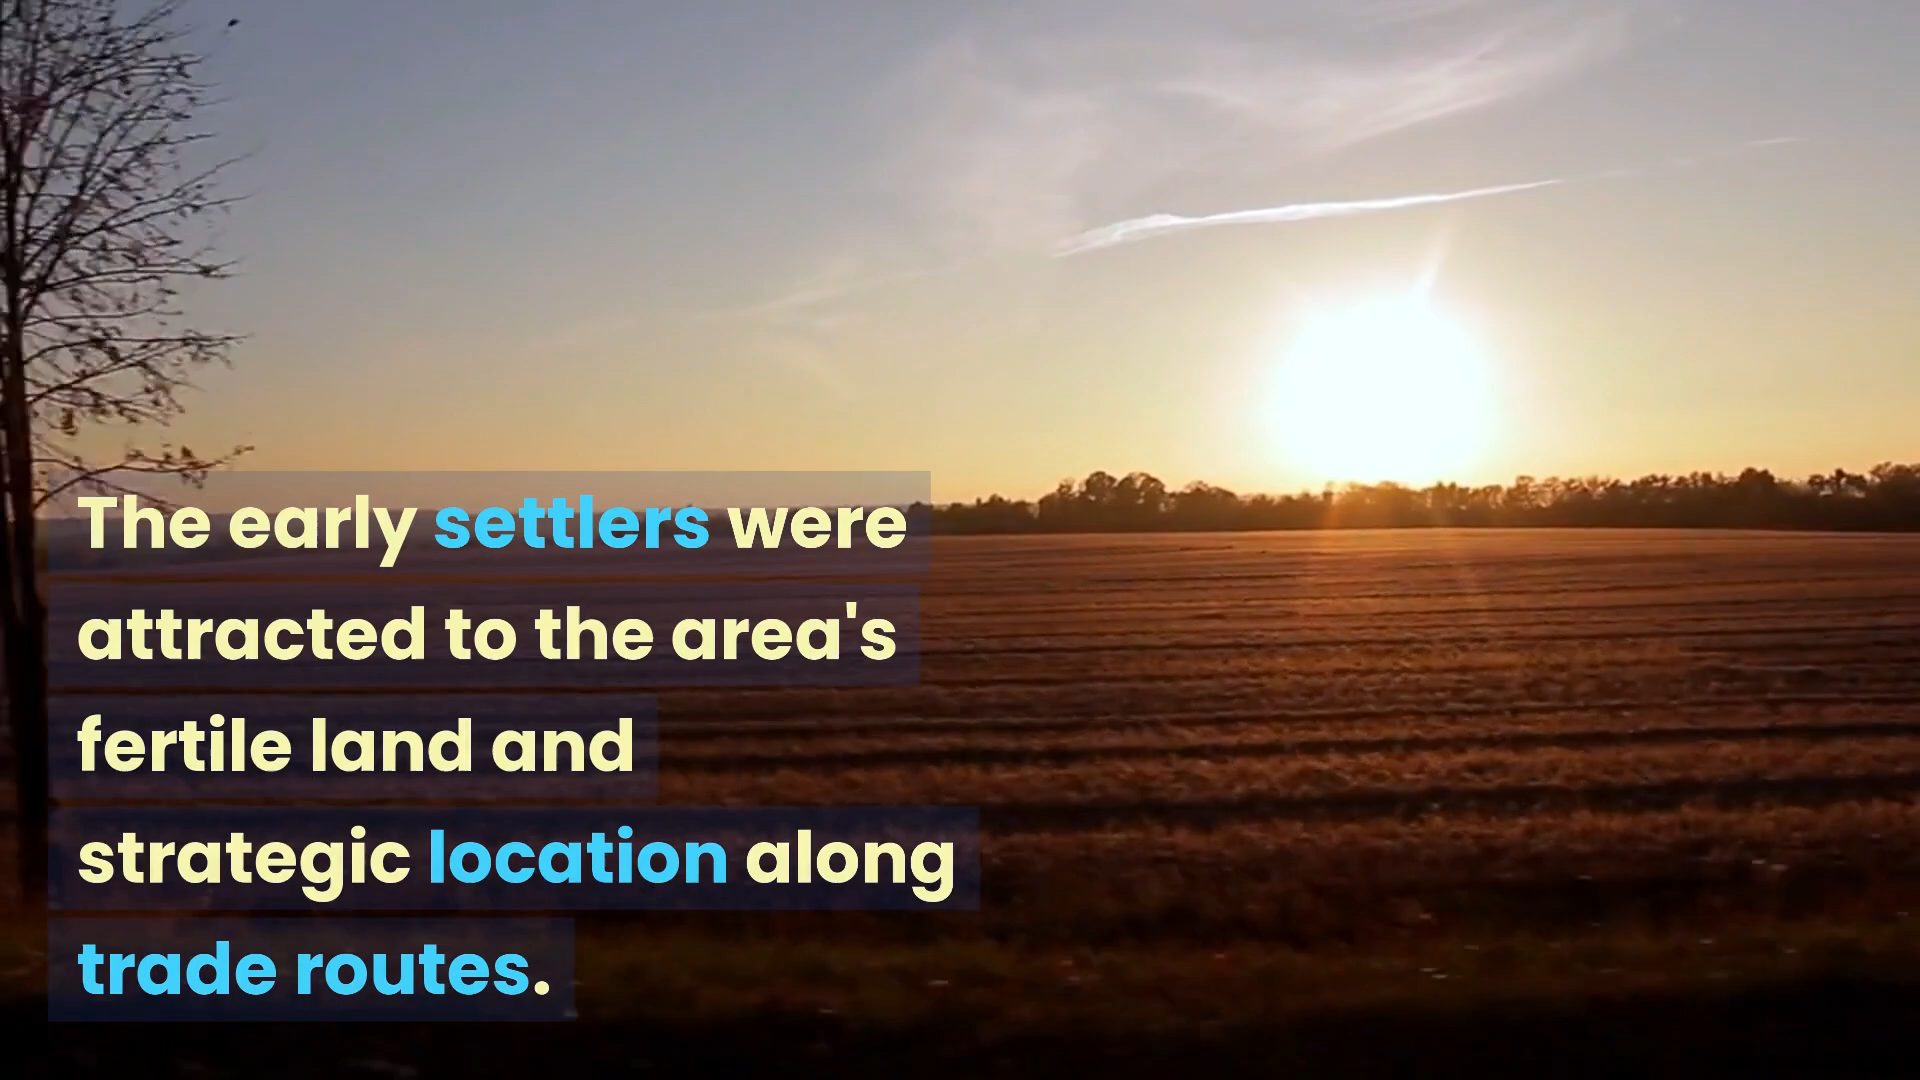 The early settlers were
attracted to the area's
fertile land and
strategic location along
trade routes.